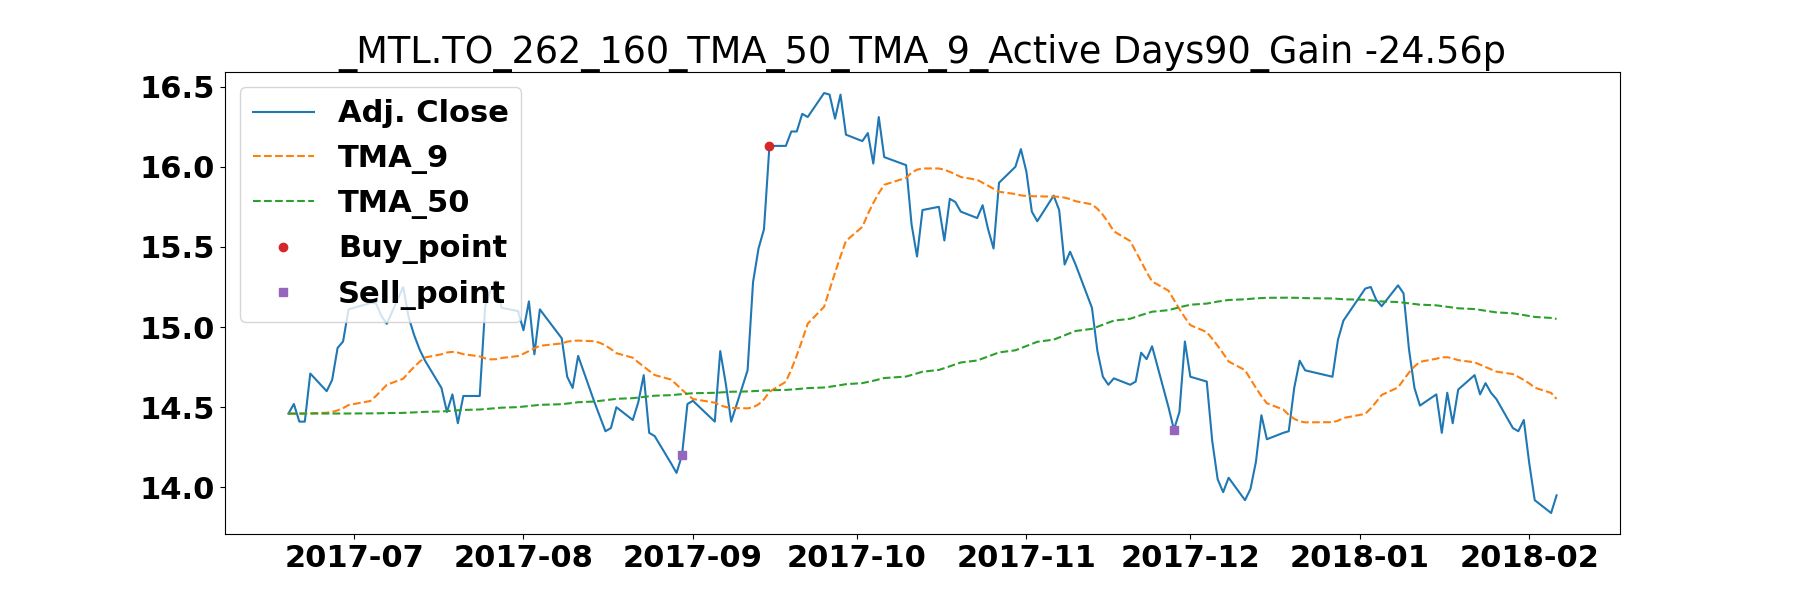 _MTL.TO_262_160_TMA_50_TMA_9_Active Days90_Gain -24.56p
16.5
16.0
15.5
15.0
14.5
14.0
Adj. Close
TMA_9
TMA_50
Buy_point
Sell_point
2017-07 2017-08 2017-09 2017-10 2017-11 2017-12 2018-01 2018-02